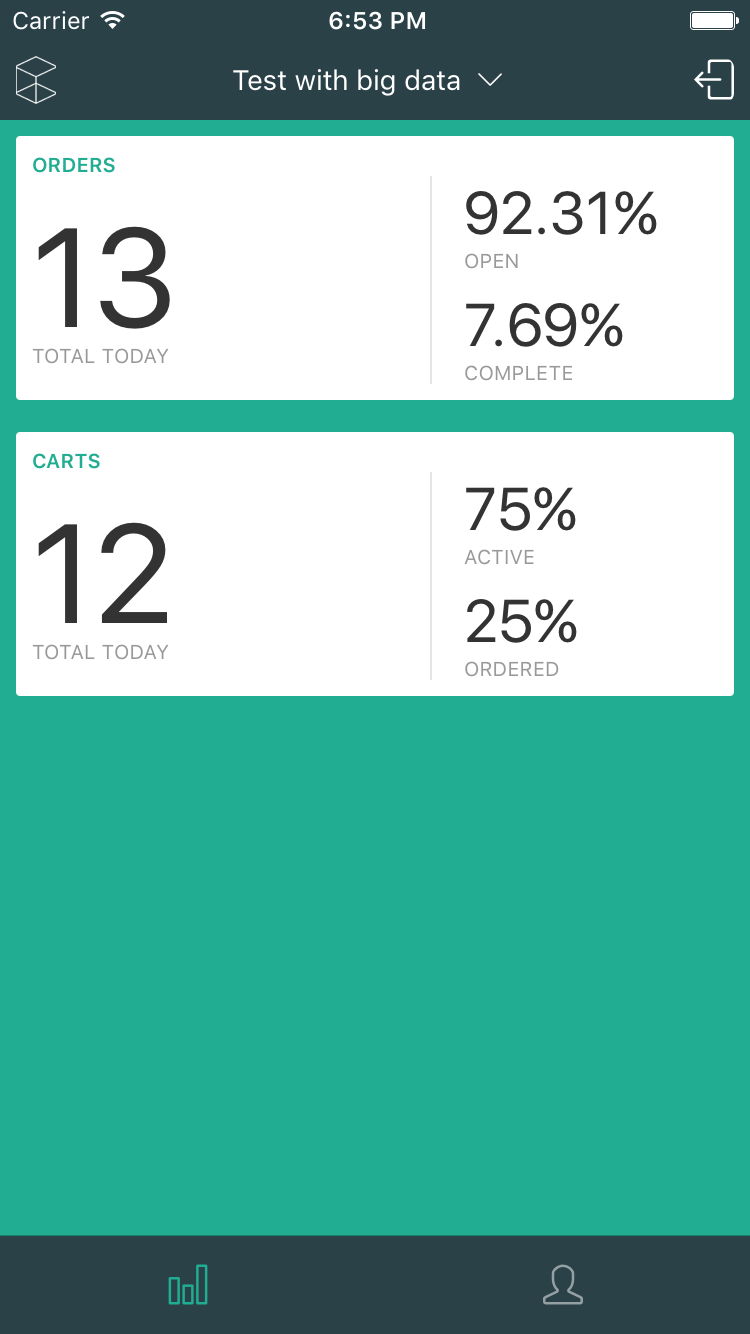 Carrier 6:53 PM
Test with big data
ORDERS
13
TOTAL TODAY
92.31%
OPEN
7.69%
COMPLETE
CARTS
12
TOTAL TODAY
75%
ACTIVE
25%
ORDERED